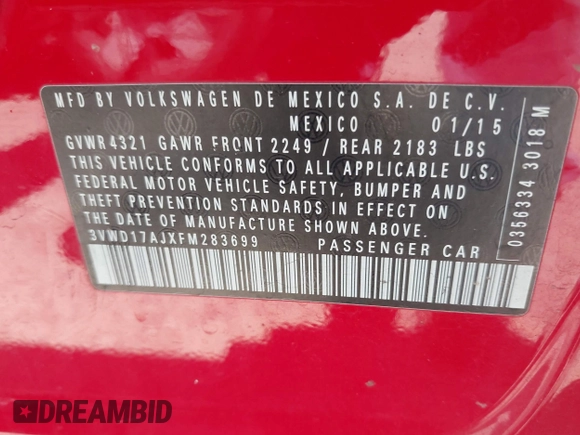 MFD BY VOLKSWAGEN DE MEXICO S.A. DE C.V.
MEXICO 01/15
GVWR 4321 GAWR FRONT 2249 / REAR 2183 LBS
THIS VEHICLE CONFORMS TO ALL APPLICABLE U.S.
FEDERAL MOTOR VEHICLE SAFETY, BUMPER AND
THEFT PREVENTION STANDARDS IN EFFECT ON
THE DATE OF MANUFACTURE SHOWN ABOVE.
3VWD17AJXFM283699 PASSENGER CAR
0356334 3018 M
DREAMBID